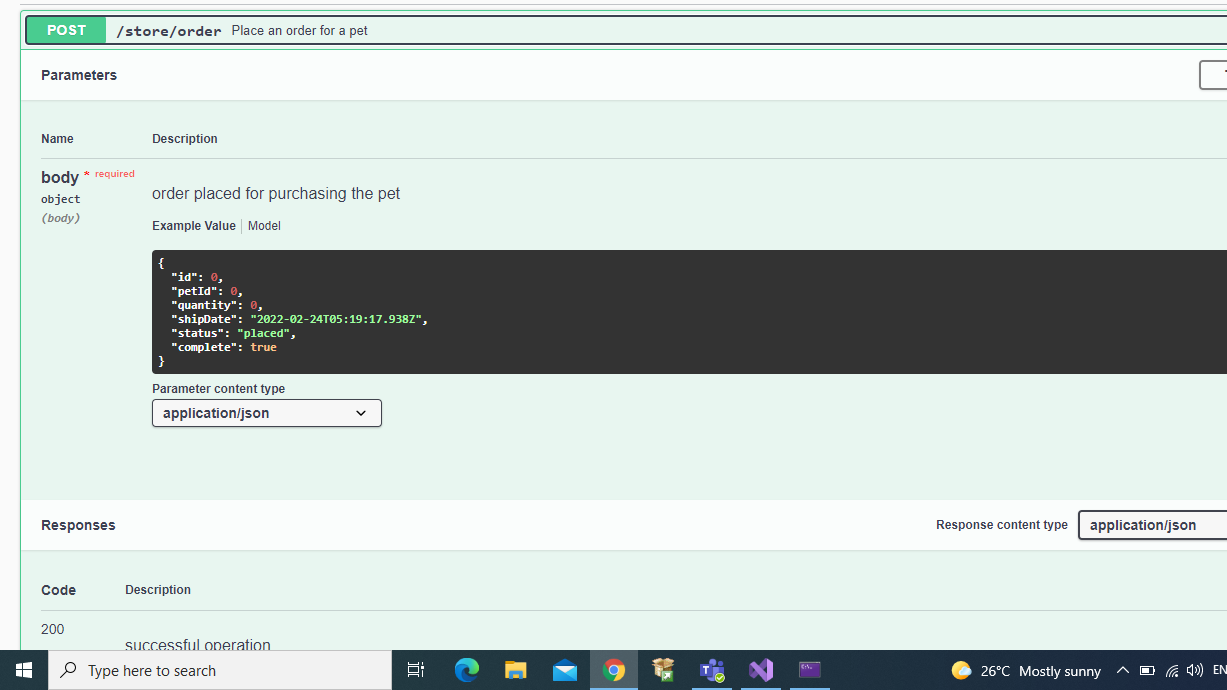 POST /store/order Place an order for a pet
Parameters
Name Description
body * required
object
(body)
order placed for purchasing the pet
Example Value Model
{
"id": 0,
"petId": 0,
"quantity": 0,
"shipDate": "2022-02-24T05:19:17.938Z",
"status": "placed",
"complete": true
}
Parameter content type
application/json
Responses Response content type application/json
Code Description
200
successful operation
Type here to search 26°C Mostly sunny